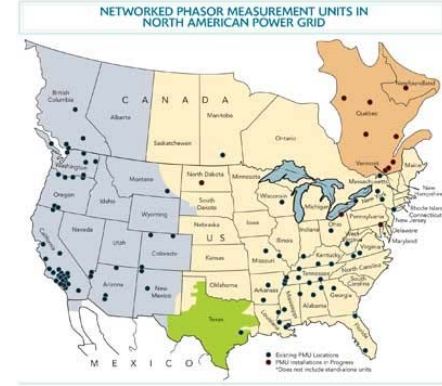 NETWORKED PHASOR MEASUREMENT UNITS IN
NORTH AMERICAN POWER GRID
Newfoundland
British
Columbia
CANADA
Alberta
Manitoba
Quebec
Saskatchewan
Ontario
Washington
Montana
North Dakota
Minnesota
Vermont
Maine
Massachusetts
New
Hampshire
Oregon
Idaho
South
Dakota
Wisconsin
Michigan
New
Rhode Island
Connecticut
New Jersey
Wyoming
Nebraska
Iowa
Pennsylvania
Nevada
Utah
US
Illinois
Indiana
Ohio
Delaware
Maryland
California
Colorado
Kansas
Missouri
Kentucky
Virginia
Arizona
New
Mexico
Oklahoma
Arkansas
Tennessee
North Carolina
South
Carolina
Texas
Alabama
Georgia
Florida
MEXICO
Existing PMU Locations
PMU Installations in Progress
*Does not include stand-alone units